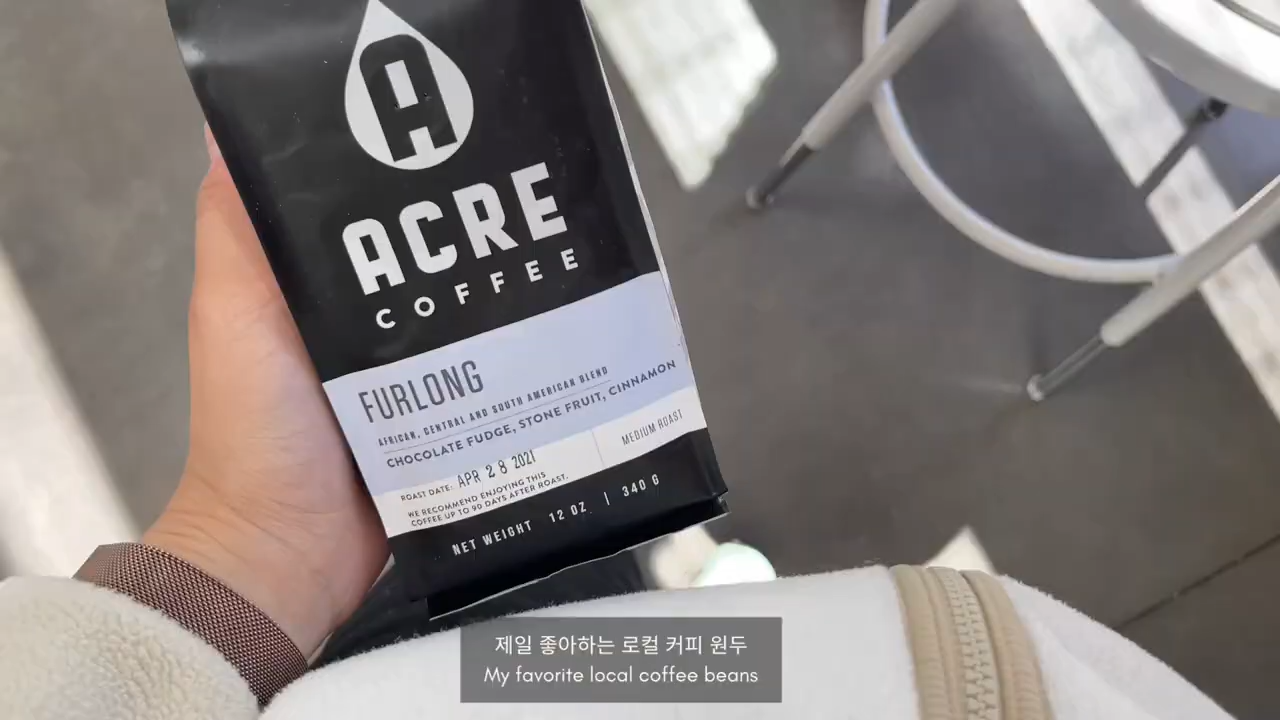 A
ACRE
COFFEE
FURLONG
AFRICAN, CENTRAL AND SOUTH AMERICAN BLEND
CHOCOLATE FUDGE, STONE FRUIT, CINNAMON
ROAST DATE: APR 28 2021
MEDIUM ROAST
WE RECOMMEND ENJOYING THIS
COFFEE UP TO 90 DAYS AFTER ROAST.
NET WEIGHT 12 OZ. | 340 G
제일 좋아하는 로컬 커피 원두
My favorite local coffee beans